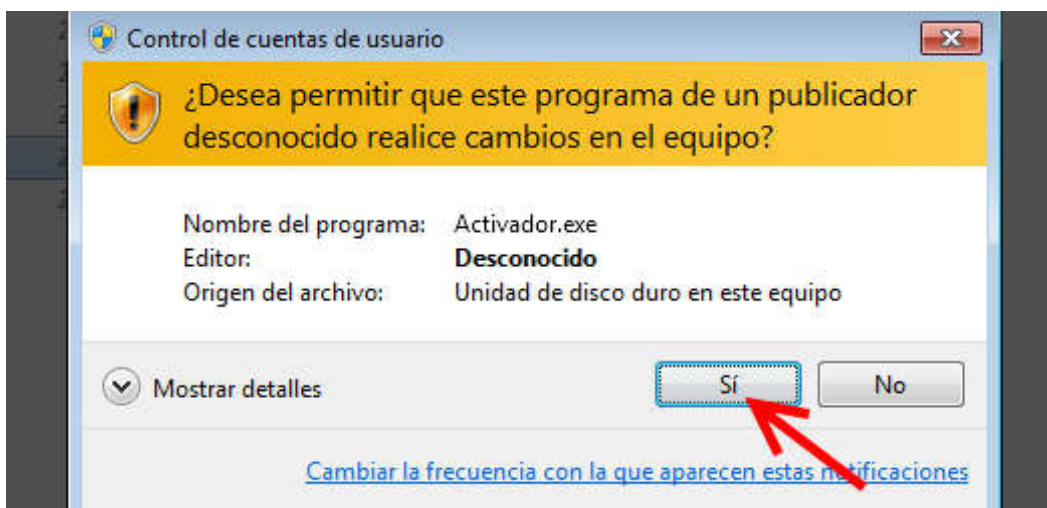 Control de cuentas de usuario
¿Desea permitir que este programa de un publicador
desconocido realice cambios en el equipo?
Nombre del programa: Activador.exe
Editor: Desconocido
Origen del archivo: Unidad de disco duro en este equipo
Mostrar detalles Sí No
Cambiar la frecuencia con la que aparecen estas notificaciones